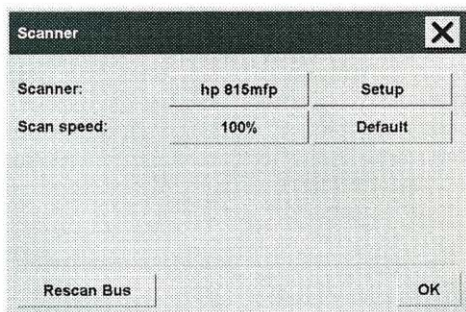 Scanner
Scanner: hp 815mfp Setup
Scan speed: 100% Default
Rescan Bus OK